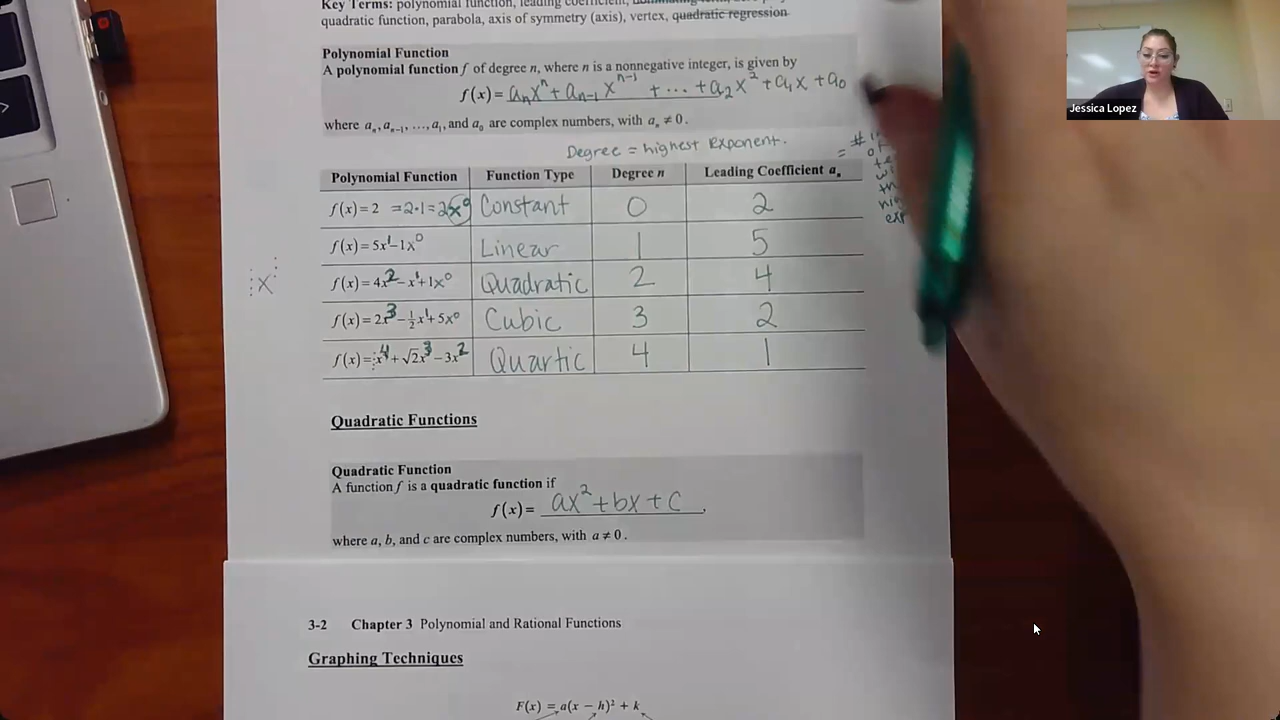 Key Terms: polynomial function, leading coefficient, dominating term,
quadratic function, parabola, axis of symmetry (axis), vertex, quadratic regression
Jessica Lopez
Polynomial Function
A polynomial function f of degree n, where n is a nonnegative integer, is given by
f(x) = aₙxⁿ + aₙ₋₁xⁿ⁻¹ + ... + a₂x² + a₁x + a₀
where aₙ, aₙ₋₁, ..., a₁, and a₀ are complex numbers, with aₙ ≠ 0.
Degree = highest Exponent.
Polynomial Function Function Type Degree n Leading Coefficient aₙ =
f(x) = 2 = 2·1 = 2x⁰ Constant 0 2
f(x) = 5x¹ – 1x⁰ Linear 1 5
f(x) = 4x² – x¹ + 1x⁰ Quadratic 2 4
x
f(x) = 2x³ – ½x¹ + 5x⁰ Cubic 3 2
f(x) = x⁴ + √2x³ – 3x² Quartic 4 1
Quadratic Functions
Quadratic Function
A function f is a quadratic function if
f(x) = ax² + bx + c.
where a, b, and c are complex numbers, with a ≠ 0.
3-2 Chapter 3 Polynomial and Rational Functions
Graphing Techniques
F(x) = a(x – h)² + k